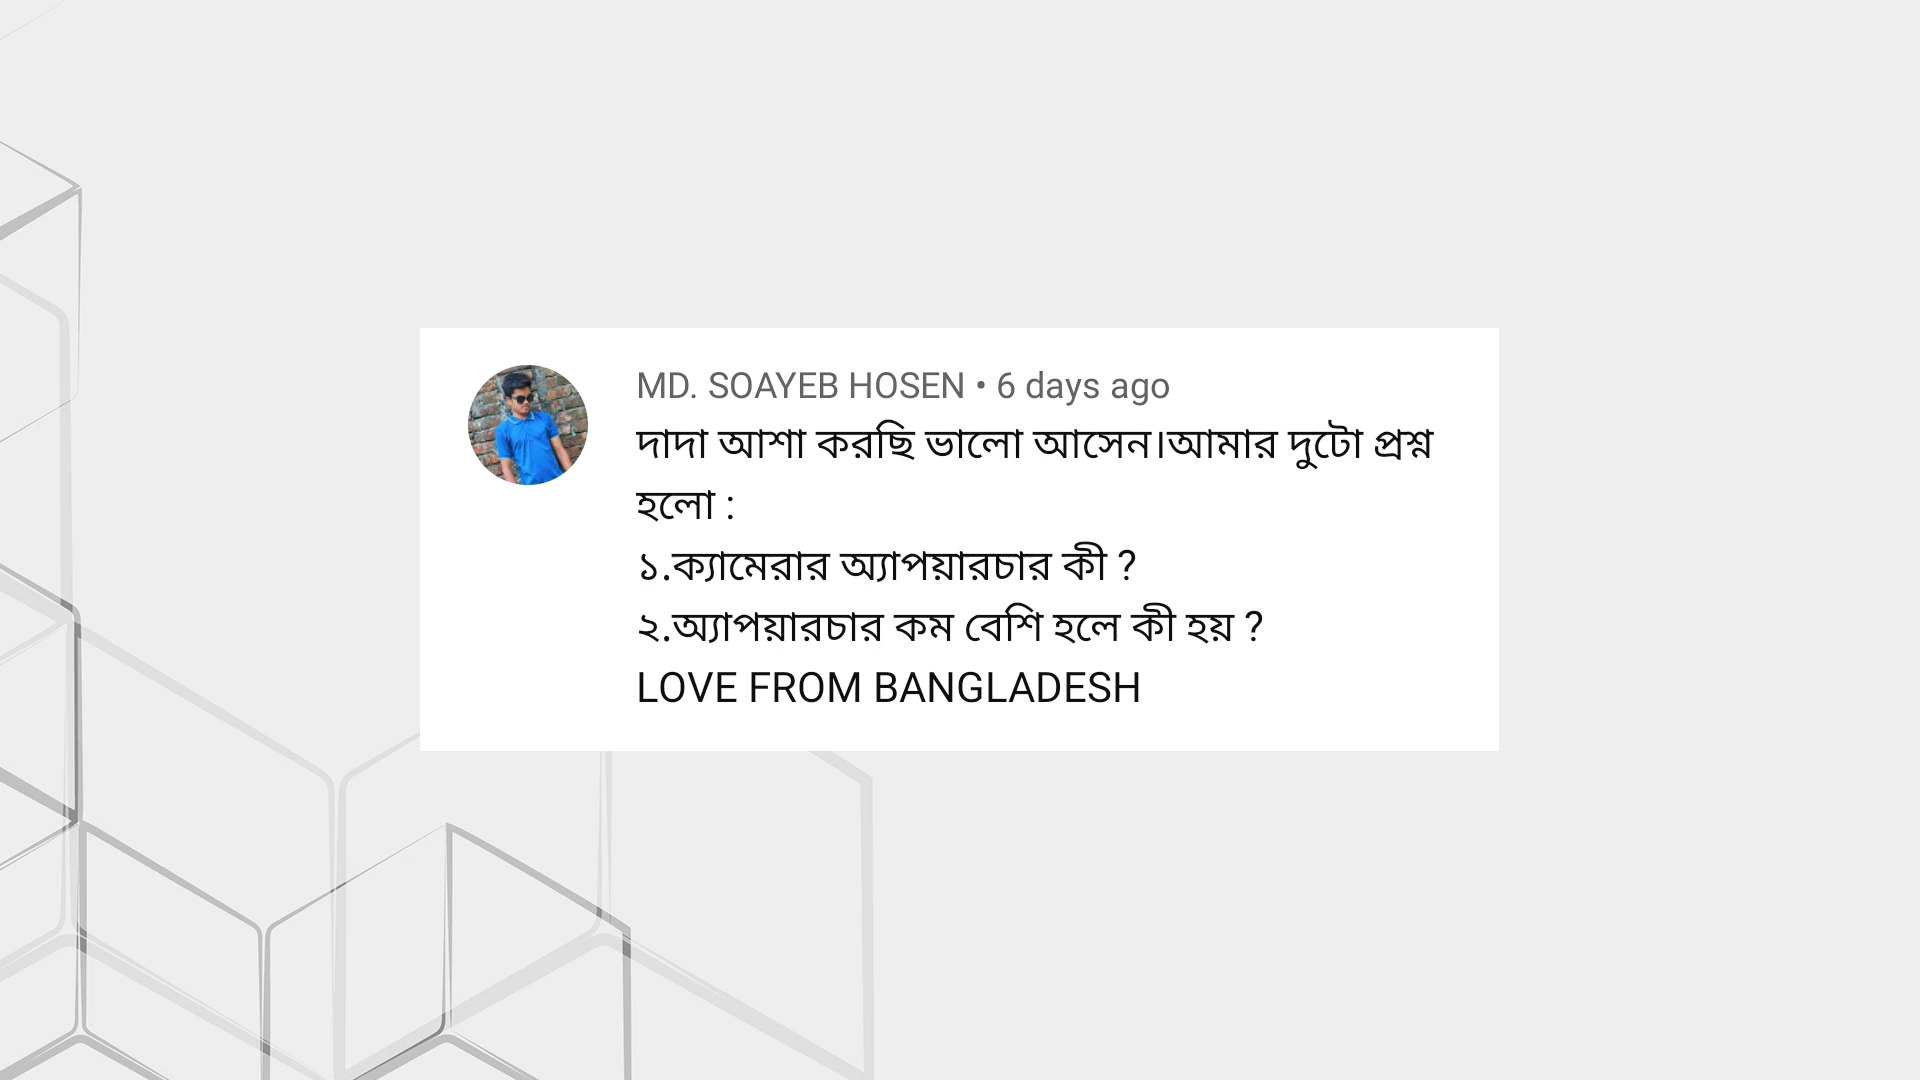 MD. SOAYEB HOSEN • 6 days ago
দাদা আশা করছি ভালো আসেন।আমার দুটো প্রশ্ন
হলো :
১.ক্যামেরার অ্যাপয়ারচার কী ?
২.অ্যাপয়ারচার কম বেশি হলে কী হয় ?
LOVE FROM BANGLADESH